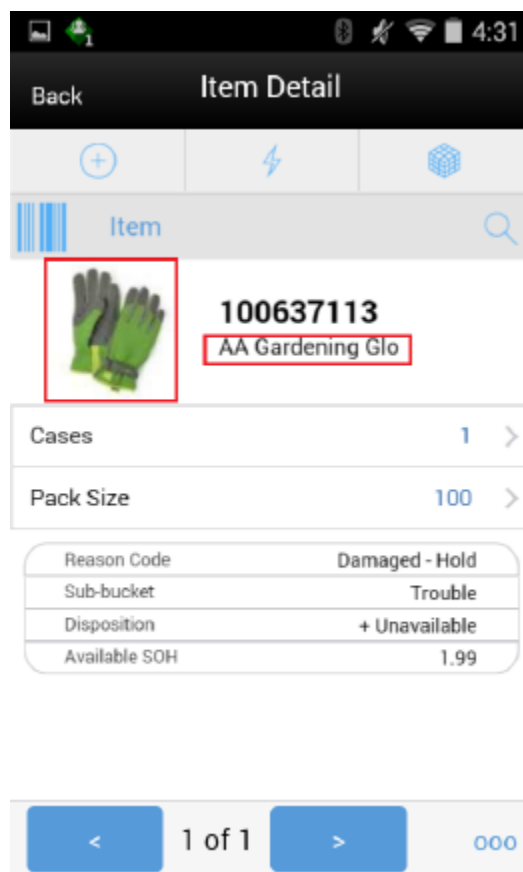 1 4:31
Back Item Detail
Item
100637113
AA Gardening Glo
Cases 1 >
Pack Size 100 >
Reason Code Damaged - Hold
Sub-bucket Trouble
Disposition + Unavailable
Available SOH 1.99
< 1 of 1 > ooo